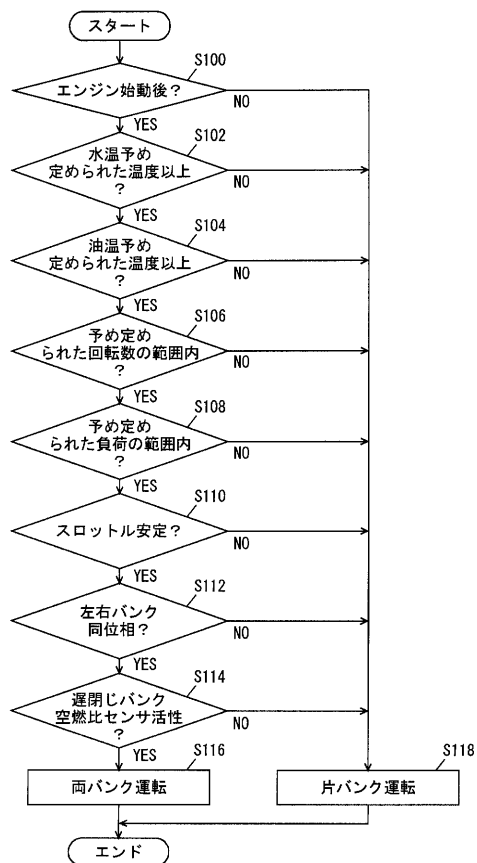 スタート
S100
エンジン始動後？
NO
YES
S102
水温予め
定められた温度以上
？
NO
YES
S104
油温予め
定められた温度以上
？
NO
YES
S106
予め定め
られた回転数の範囲内
？
NO
YES
S108
予め定め
られた負荷の範囲内
？
NO
YES
S110
スロットル安定？
NO
YES
S112
左右バンク
同位相？
NO
YES
S114
遅閉じバンク
空燃比センサ活性
？
NO
YES
S116
両バンク運転
S118
片バンク運転
エンド